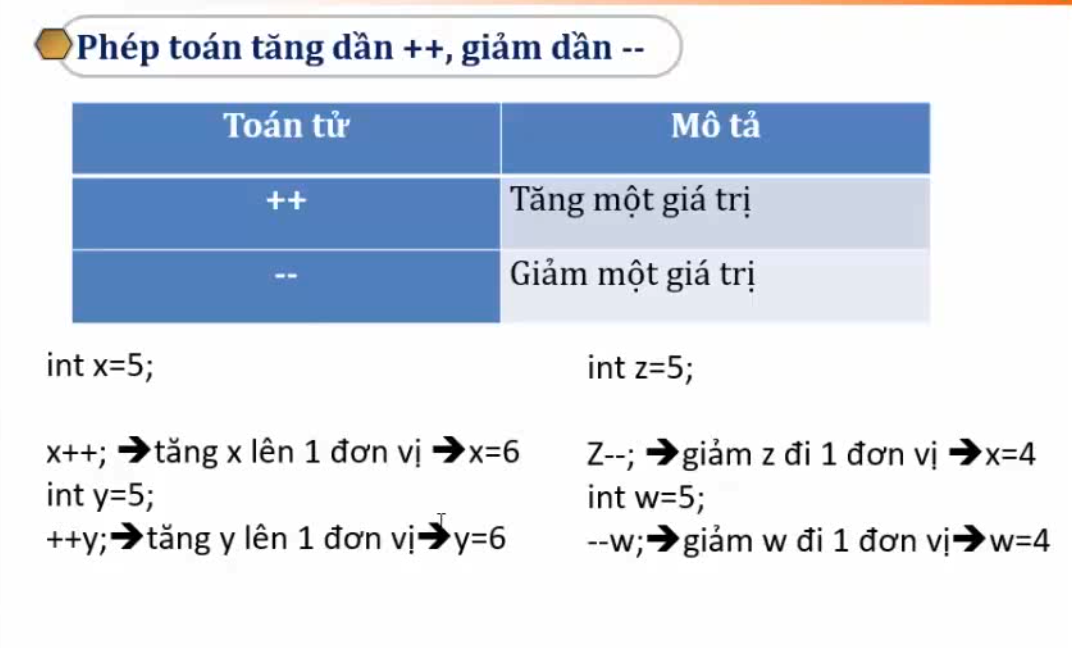 Phép toán tăng dần ++, giảm dần --
Toán tử
Mô tả
++
Tăng một giá trị
--
Giảm một giá trị
int x=5;
x++; ➔tăng x lên 1 đơn vị ➔x=6
int y=5;
++y;➔tăng y lên 1 đơn vị➔y=6
int z=5;
Z--; ➔giảm z đi 1 đơn vị ➔x=4
int w=5;
--w;➔giảm w đi 1 đơn vị➔w=4